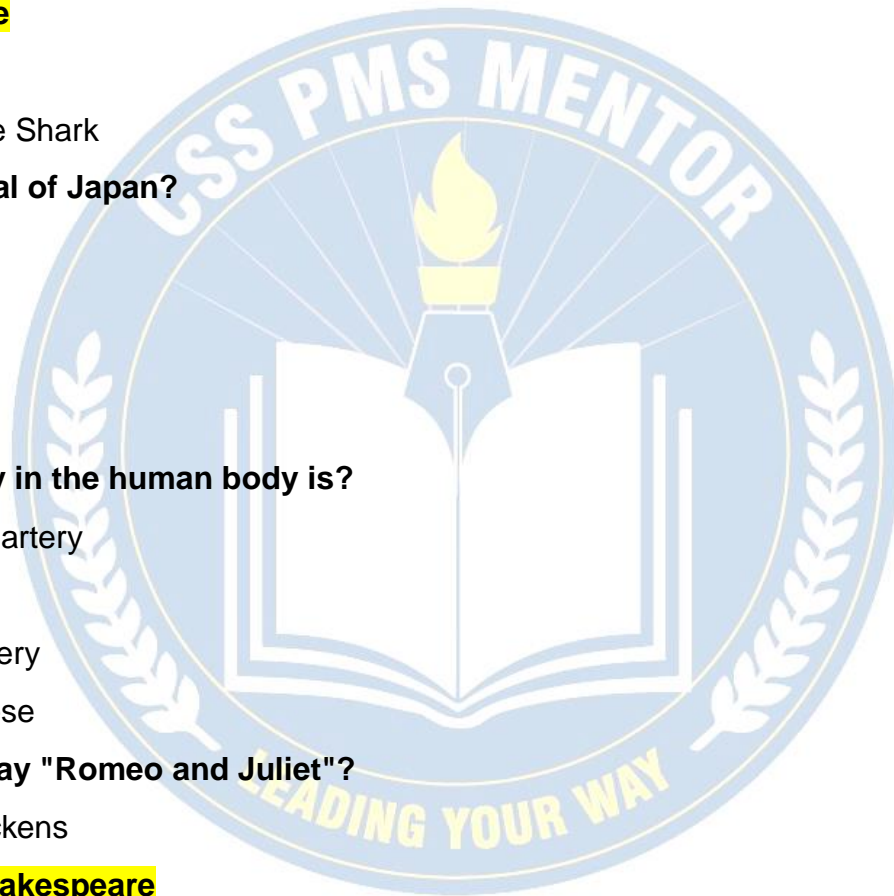 e
e Shark
al of Japan?
y in the human body is?
artery
ery
se
ay "Romeo and Juliet"?
ckens
akespeare
CSS PMS MENTOR
LEADING YOUR WAY